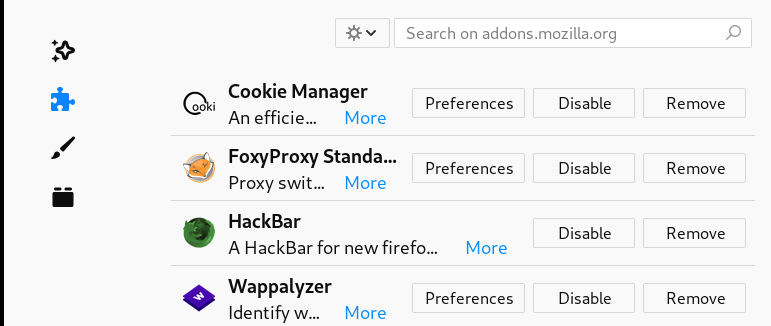 Search on addons.mozilla.org
Cookie Manager
ooki
An efficie... More
Preferences Disable Remove
FoxyProxy Standa...
Proxy swit... More
Preferences Disable Remove
HackBar
A HackBar for new firefo... More
Disable Remove
Wappalyzer
W
Identify w... More
Preferences Disable Remove